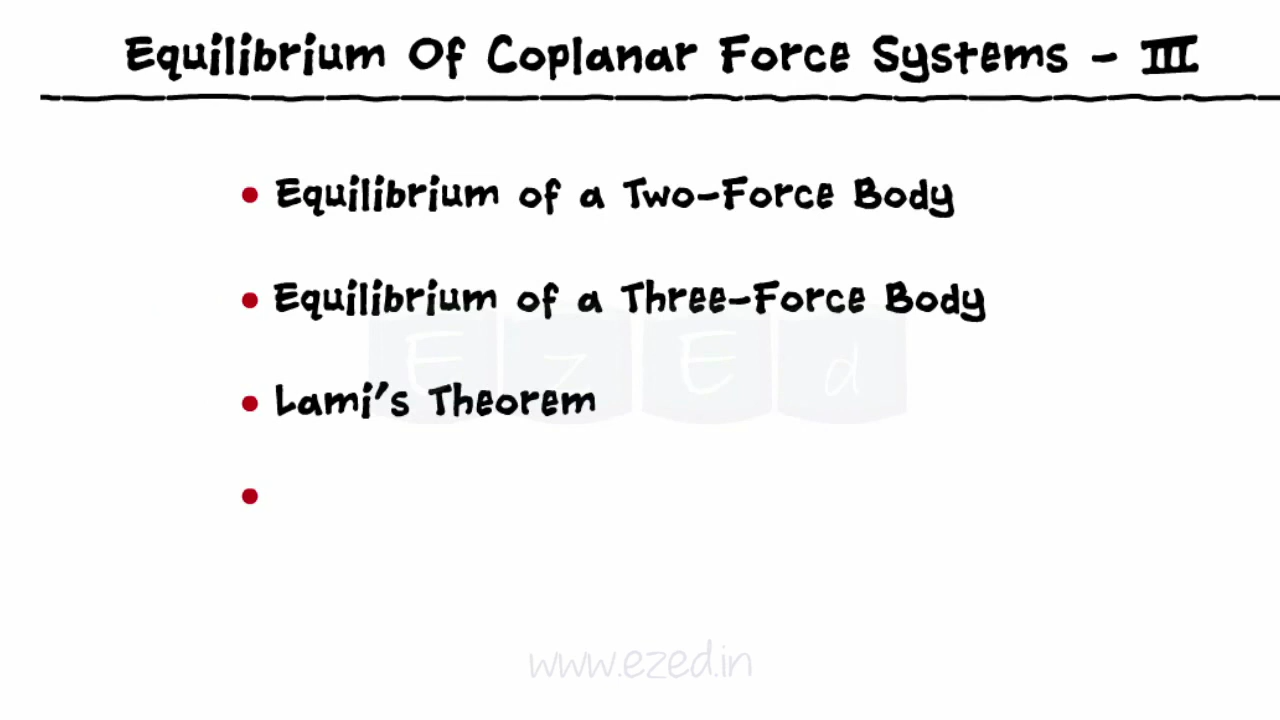 Equilibrium Of Coplanar Force Systems - III
• Equilibrium of a Two-Force Body
• Equilibrium of a Three-Force Body
E z E d
• Lami's Theorem
•
www.ezed.in